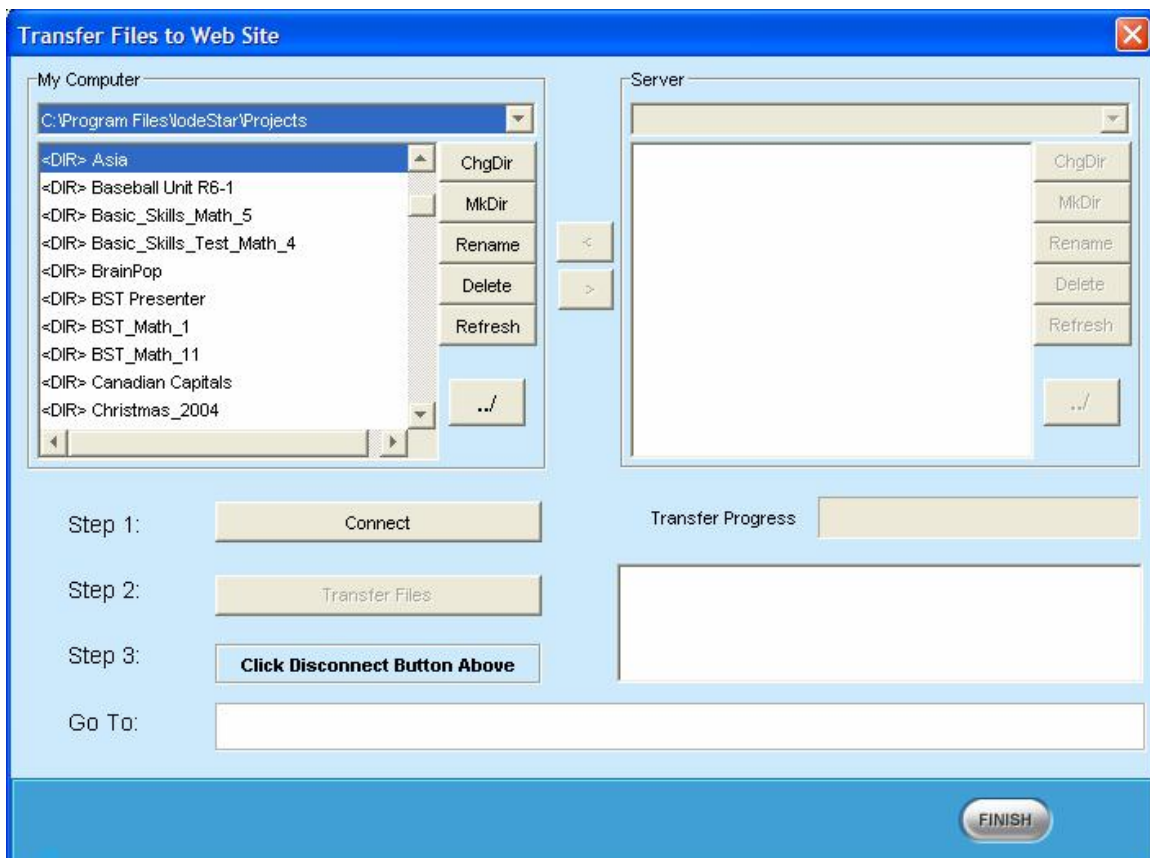 Transfer Files to Web Site
My Computer
C:\Program Files\lodeStar\Projects
<DIR> Asia
<DIR> Baseball Unit R6-1
<DIR> Basic_Skills_Math_5
<DIR> Basic_Skills_Test_Math_4
<DIR> BrainPop
<DIR> BST Presenter
<DIR> BST_Math_1
<DIR> BST_Math_11
<DIR> Canadian Capitals
<DIR> Christmas_2004
ChgDir
MkDir
Rename
Delete
Refresh
../
<
>
Server
ChgDir
MkDir
Rename
Delete
Refresh
../
Step 1:
Connect
Transfer Progress
Step 2:
Transfer Files
Step 3:
Click Disconnect Button Above
Go To:
FINISH